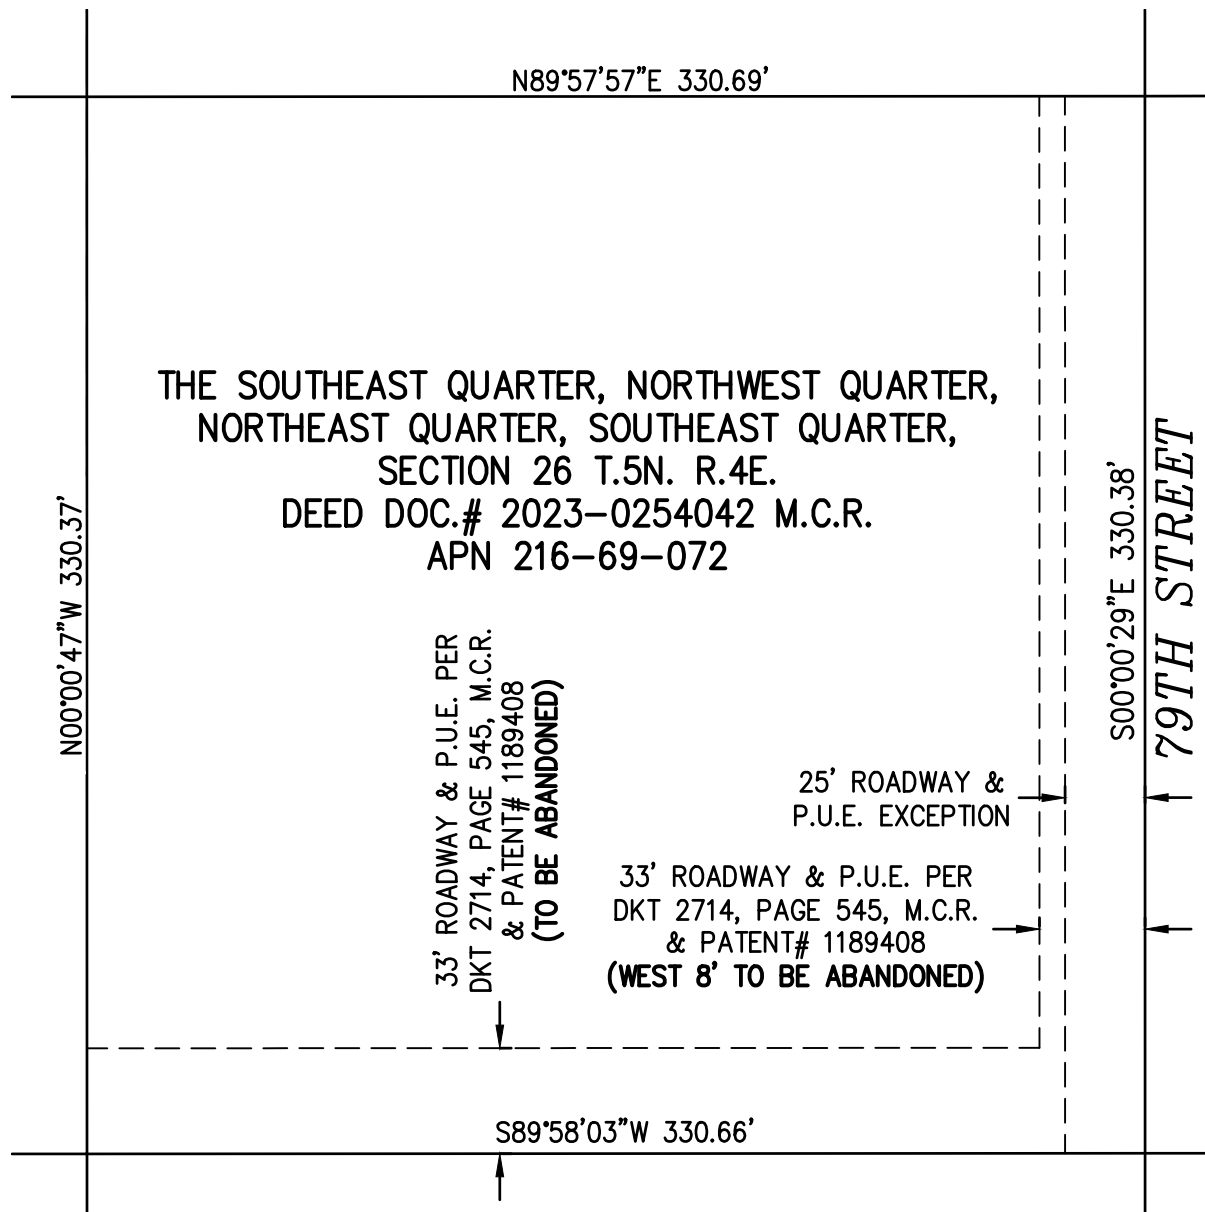 N89°57'57"E 330.69'
THE SOUTHEAST QUARTER, NORTHWEST QUARTER,
NORTHEAST QUARTER, SOUTHEAST QUARTER,
SECTION 26 T.5N. R.4E.
DEED DOC.# 2023-0254042 M.C.R.
APN 216-69-072
N00°00'47"W 330.37'
S00°00'29"E 330.38'
79TH STREET
33' ROADWAY & P.U.E. PER
DKT 2714, PAGE 545, M.C.R.
& PATENT# 1189408
(TO BE ABANDONED)
25' ROADWAY &
P.U.E. EXCEPTION
33' ROADWAY & P.U.E. PER
DKT 2714, PAGE 545, M.C.R.
& PATENT# 1189408
(WEST 8' TO BE ABANDONED)
S89°58'03"W 330.66'